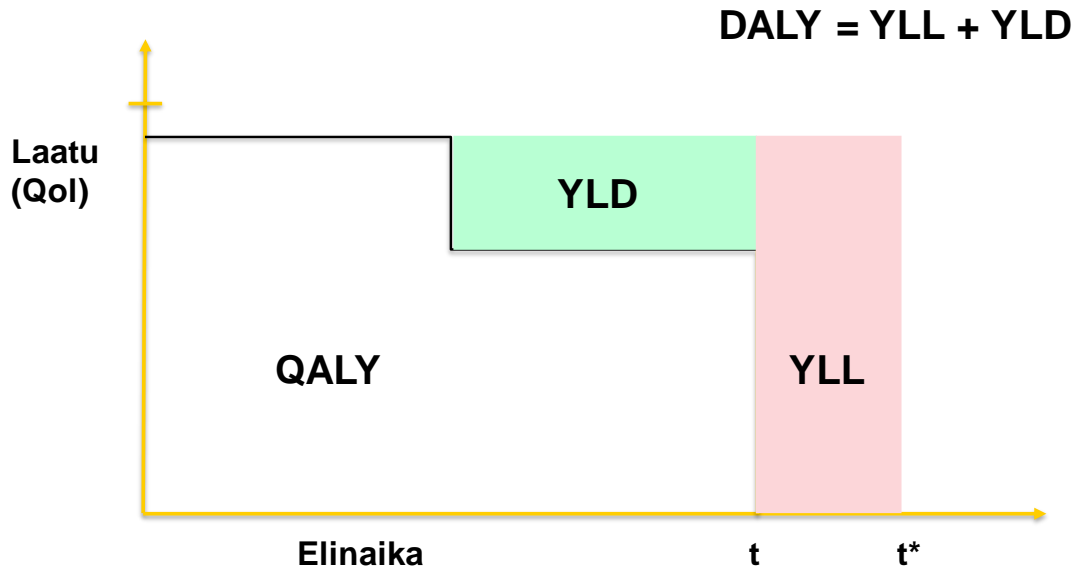 DALY = YLL + YLD
Laatu
(Qol)
YLD
QALY
YLL
Elinaika
t
t*